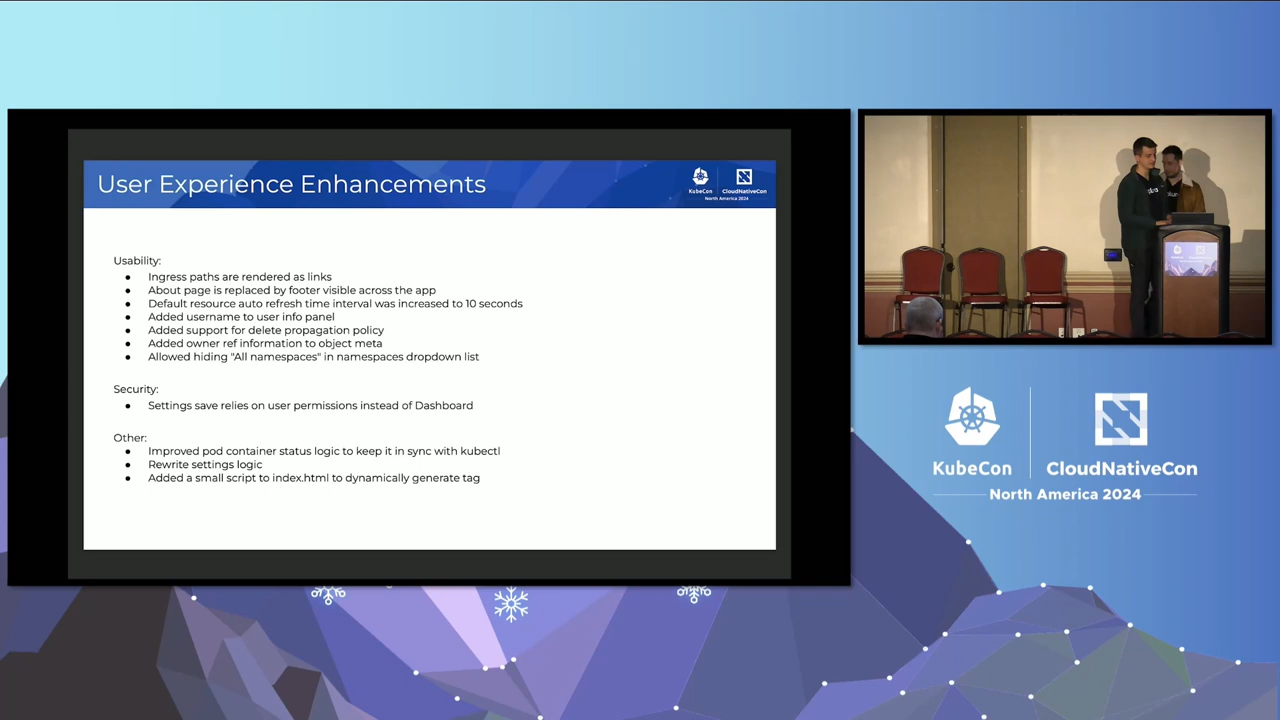 User Experience Enhancements
KubeCon
CloudNativeCon
North America 2024
Usability:
● Ingress paths are rendered as links
● About page is replaced by footer visible across the app
● Default resource auto refresh time interval was increased to 10 seconds
● Added username to user info panel
● Added support for delete propagation policy
● Added owner ref information to object meta
● Allowed hiding "All namespaces" in namespaces dropdown list
Security:
● Settings save relies on user permissions instead of Dashboard
Other:
● Improved pod container status logic to keep it in sync with kubectl
● Rewrite settings logic
● Added a small script to index.html to dynamically generate tag
KubeCon
CloudNativeCon
North America 2024